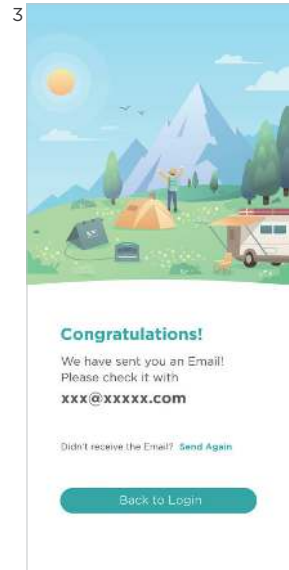 3
Congratulations!
We have sent you an Email!
Please check it with
xxx@xxxxx.com
Didn't receive the Email? Send Again
Back to Login